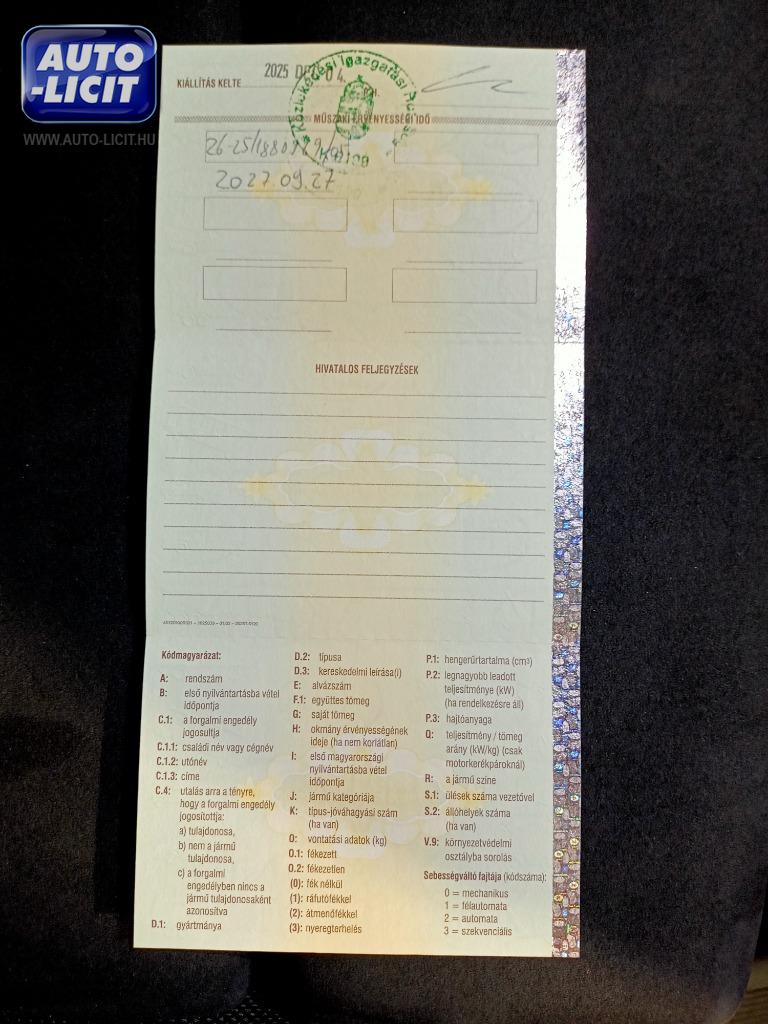 AUTO
-LICIT
WWW.AUTO-LICIT.HU
KIÁLLÍTÁS KELTE 2025 04.
Közlekedési Igazgatási
MŰSZAKI ÉRVÉNYESSÉGI IDŐ
2027.09.27
HIVATALOS FELJEGYZÉSEK
Kódmagyarázat:
A: rendszám
B: első nyilvántartásba vétel
időpontja
C.1: a forgalmi engedély
jogosultja
C.1.1: családi név vagy cégnév
C.1.2: utónév
C.1.3: címe
C.4: utalás arra a tényre,
hogy a forgalmi engedély
jogosítottja:
a) tulajdonosa,
b) nem a jármű
tulajdonosa,
c) a forgalmi
engedélyben nincs a
jármű tulajdonosaként
azonosítva
D.1: gyártmánya
D.2: típusa
D.3: kereskedelmi leírása(i)
E: alvázszám
F.1: együttes tömeg
G: saját tömeg
H: okmány érvényességének
ideje (ha nem korlátlan)
I: első magyarországi
nyilvántartásba vétel
időpontja
J: jármű kategóriája
K: típus-jóváhagyási szám
(ha van)
O: vontatási adatok (kg)
O.1: fékezett
O.2: fékezetlen
(0): fék nélkül
(1): ráfutófékkel
(2): átmenőfékkel
(3): nyeregterhelés
P.1: hengerűrtartalma (cm³)
P.2: legnagyobb leadott
teljesítménye (kW)
(ha rendelkezésre áll)
P.3: hajtóanyaga
Q: teljesítmény / tömeg
arány (kW/kg) (csak
motorkerékpároknál)
R: a jármű színe
S.1: ülések száma vezetővel
S.2: állóhelyek száma
(ha van)
V.9: környezetvédelmi
osztályba sorolás
Sebességváltó fajtája (kódszáma):
0 = mechanikus
1 = félautomata
2 = automata
3 = szekvenciális